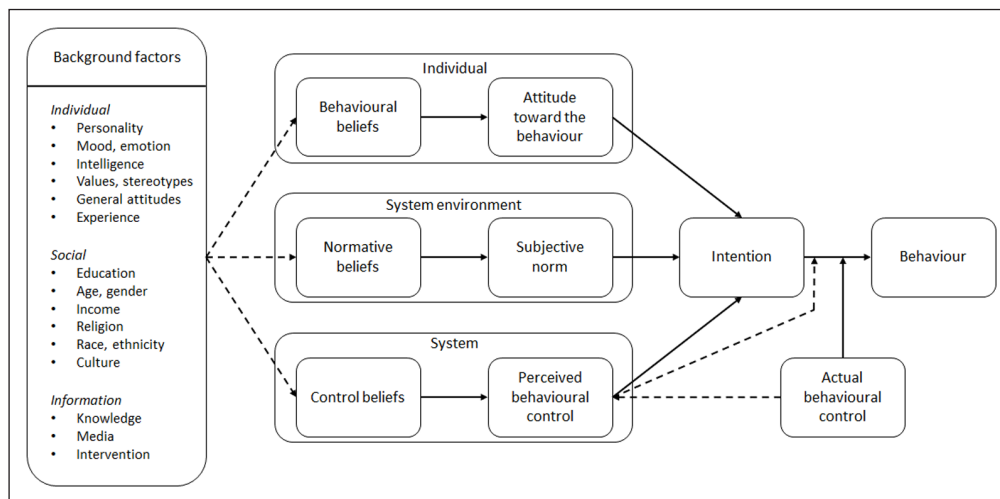 Background factors
Individual
• Personality
• Mood, emotion
• Intelligence
• Values, stereotypes
• General attitudes
• Experience
Social
• Education
• Age, gender
• Income
• Religion
• Race, ethnicity
• Culture
Information
• Knowledge
• Media
• Intervention
Individual
Behavioural
beliefs
Attitude
toward the
behaviour
System environment
Normative
beliefs
Subjective
norm
System
Control beliefs
Perceived
behavioural
control
Intention
Behaviour
Actual
behavioural
control